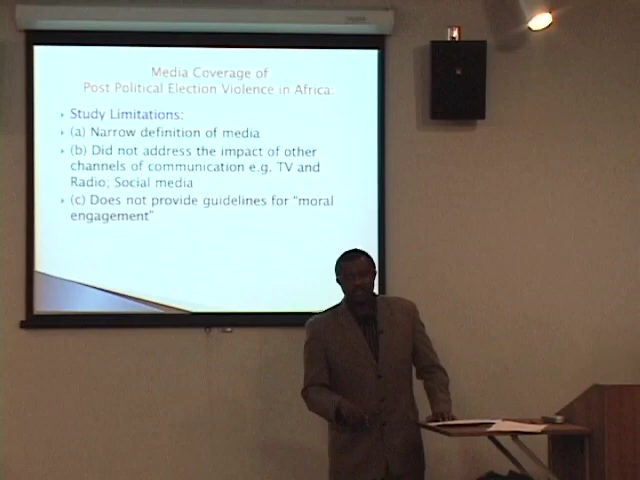 Media Coverage of
Post Political Election Violence in Africa:
Study Limitations:
(a) Narrow definition of media
(b) Did not address the impact of other
channels of communication e.g. TV and
Radio; Social media
(c) Does not provide guidelines for "moral
engagement"